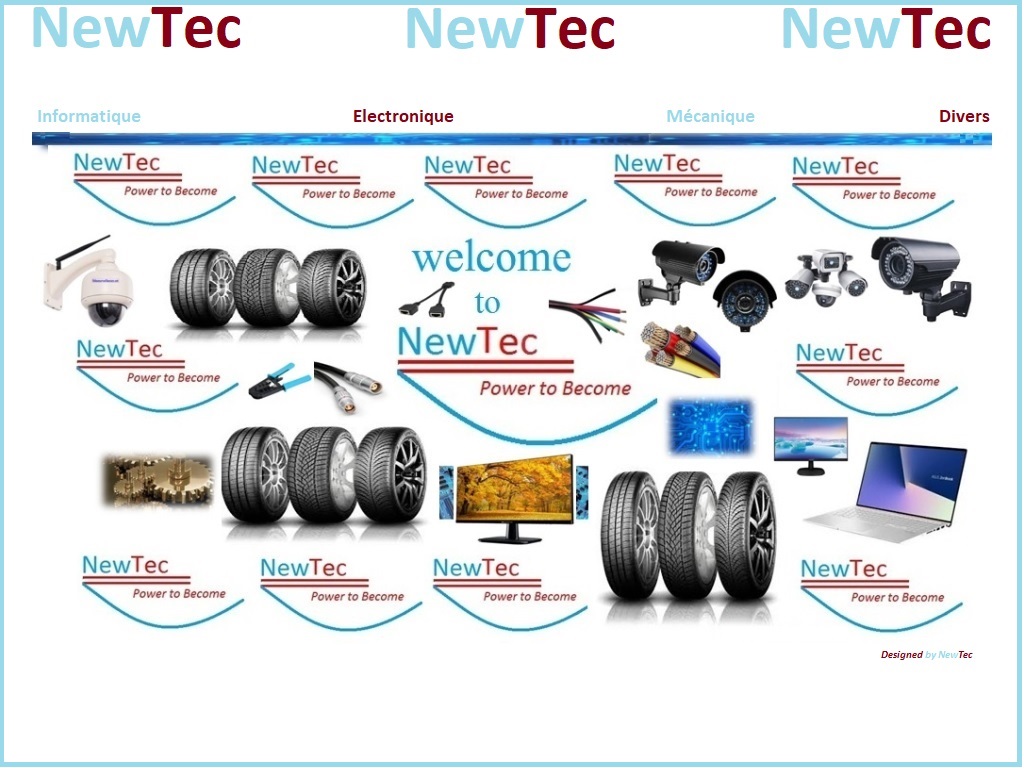 NewTec NewTec NewTec
Informatique Electronique Mécanique Divers
NewTec NewTec NewTec NewTec NewTec
Power to Become Power to Become Power to Become Power to Become Power to Become
welcome
to
NewTec
Power to Become
NewTec
Power to Become
NewTec
Power to Become
NewTec NewTec NewTec NewTec
Power to Become Power to Become Power to Become Power to Become
Designed by NewTec